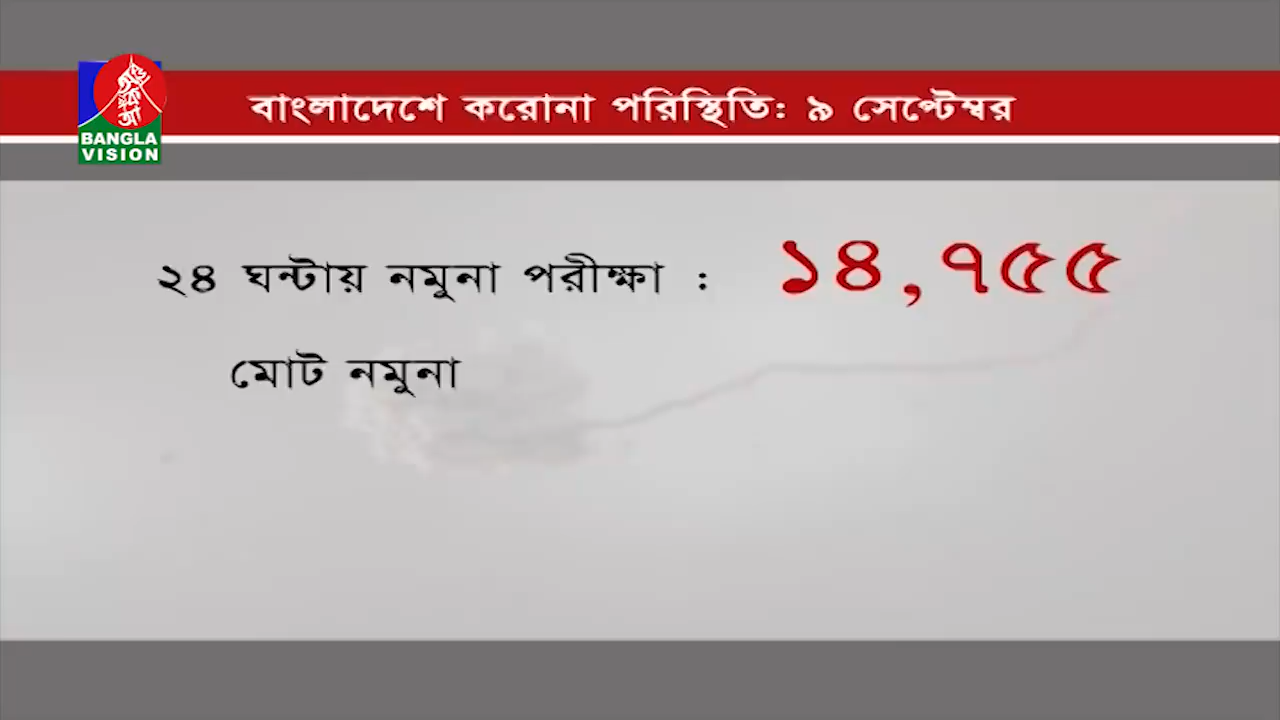 বাংলাদেশে করোনা পরিস্থিতি: ৯ সেপ্টেম্বর
BANGLA
VISION
২৪ ঘন্টায় নমুনা পরীক্ষা : ১৪,৭৫৫
মোট নমুনা